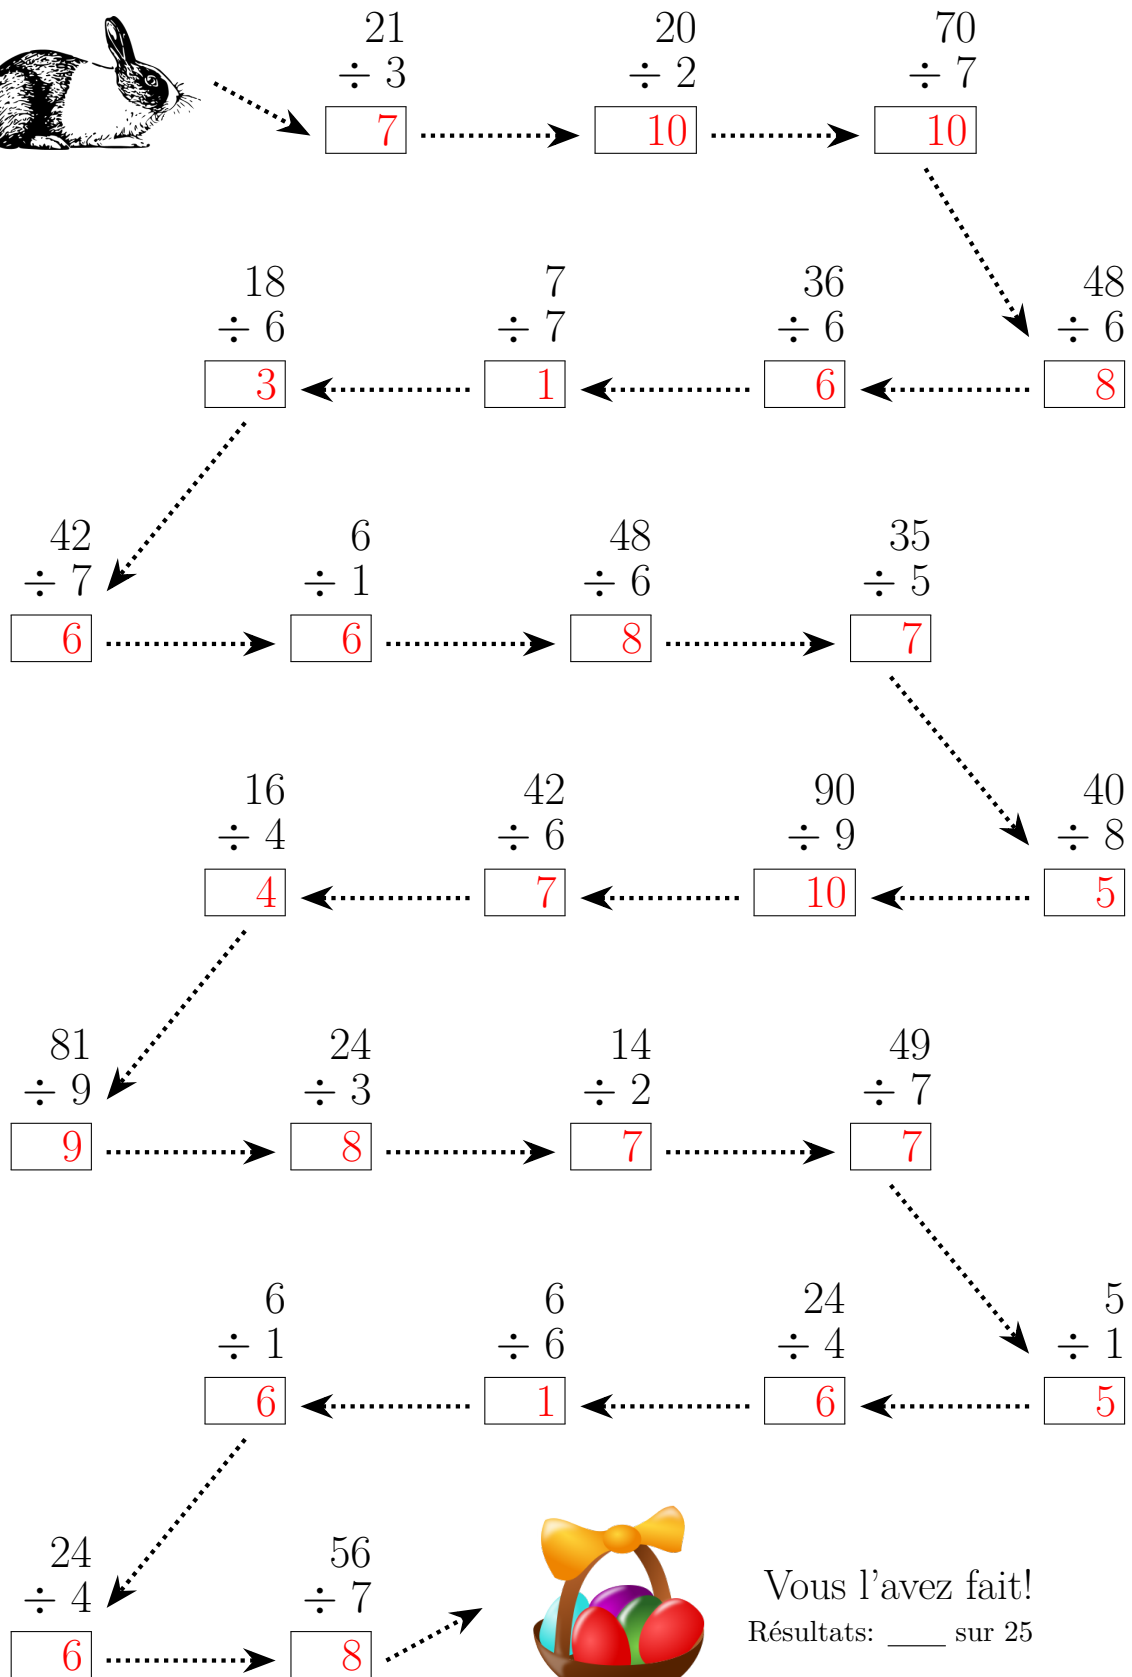 21 20 70
÷ 3 ÷ 2 ÷ 7
7 10 10
18 7 36 48
÷ 6 ÷ 7 ÷ 6 ÷ 6
3 1 6 8
42 6 48 35
÷ 7 ÷ 1 ÷ 6 ÷ 5
6 6 8 7
16 42 90 40
÷ 4 ÷ 6 ÷ 9 ÷ 8
4 7 10 5
81 24 14 49
÷ 9 ÷ 3 ÷ 2 ÷ 7
9 8 7 7
6 6 24 5
÷ 1 ÷ 6 ÷ 4 ÷ 1
6 1 6 5
24 56
÷ 4 ÷ 7
6 8
Vous l'avez fait!
Résultats: ____ sur 25